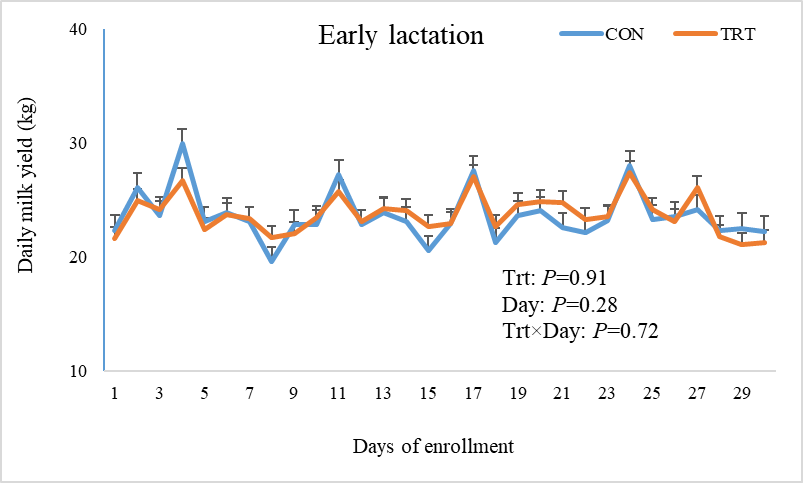 Early lactation
CON TRT
Daily milk yield (kg)
40
30
20
10
Trt: P=0.91
Day: P=0.28
Trt×Day: P=0.72
1 3 5 7 9 11 13 15 17 19 21 23 25 27 29
Days of enrollment